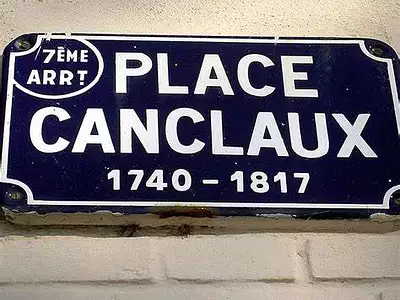 7ÈME
ARRT
PLACE
CANCLAUX
1740 - 1817